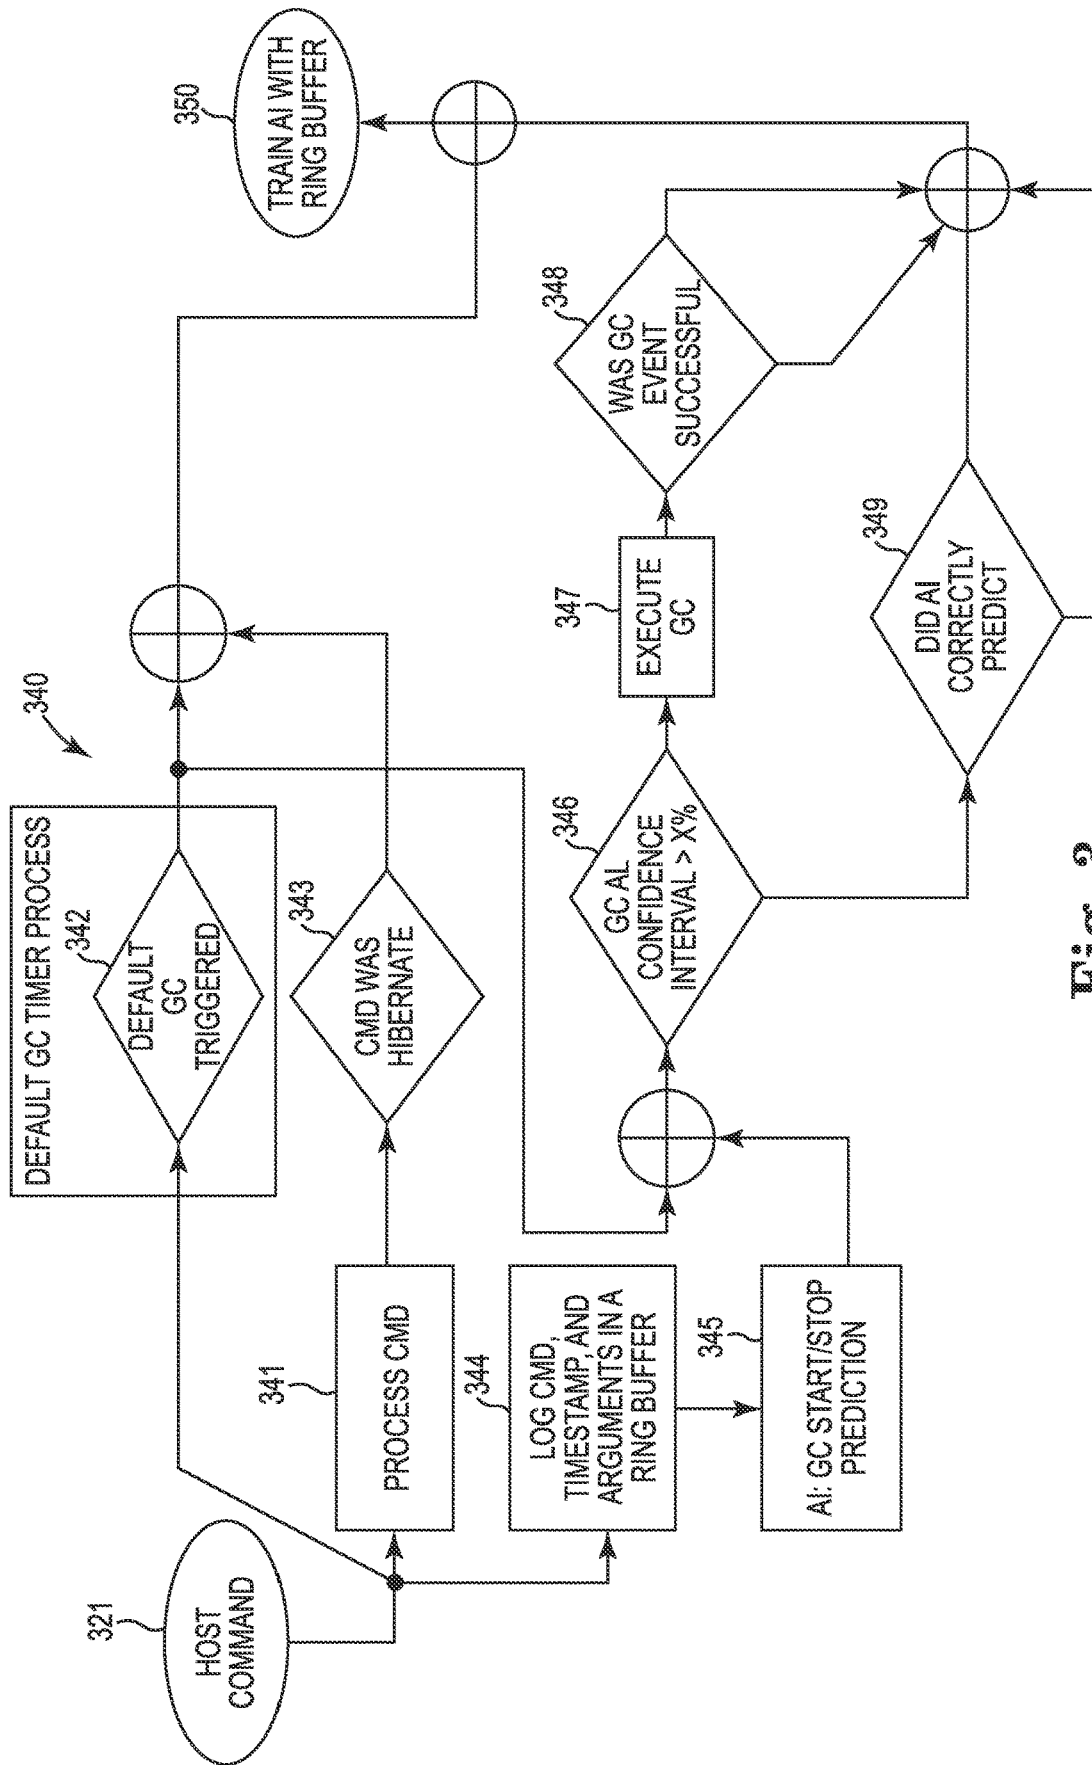 340
321
HOST
COMMAND
DEFAULT GC TIMER PROCESS
342
DEFAULT
GC
TRIGGERED
341
PROCESS CMD
343
CMD WAS
HIBERNATE
344
LOG CMD,
TIMESTAMP, AND
ARGUMENTS IN A
RING BUFFER
345
AI: GC START/STOP
PREDICTION
346
GC AL
CONFIDENCE
INTERVAL > X%
347
EXECUTE
GC
348
WAS GC
EVENT
SUCCESSFUL
349
DID AI
CORRECTLY
PREDICT
350
TRAIN AI WITH
RING BUFFER
Fig.